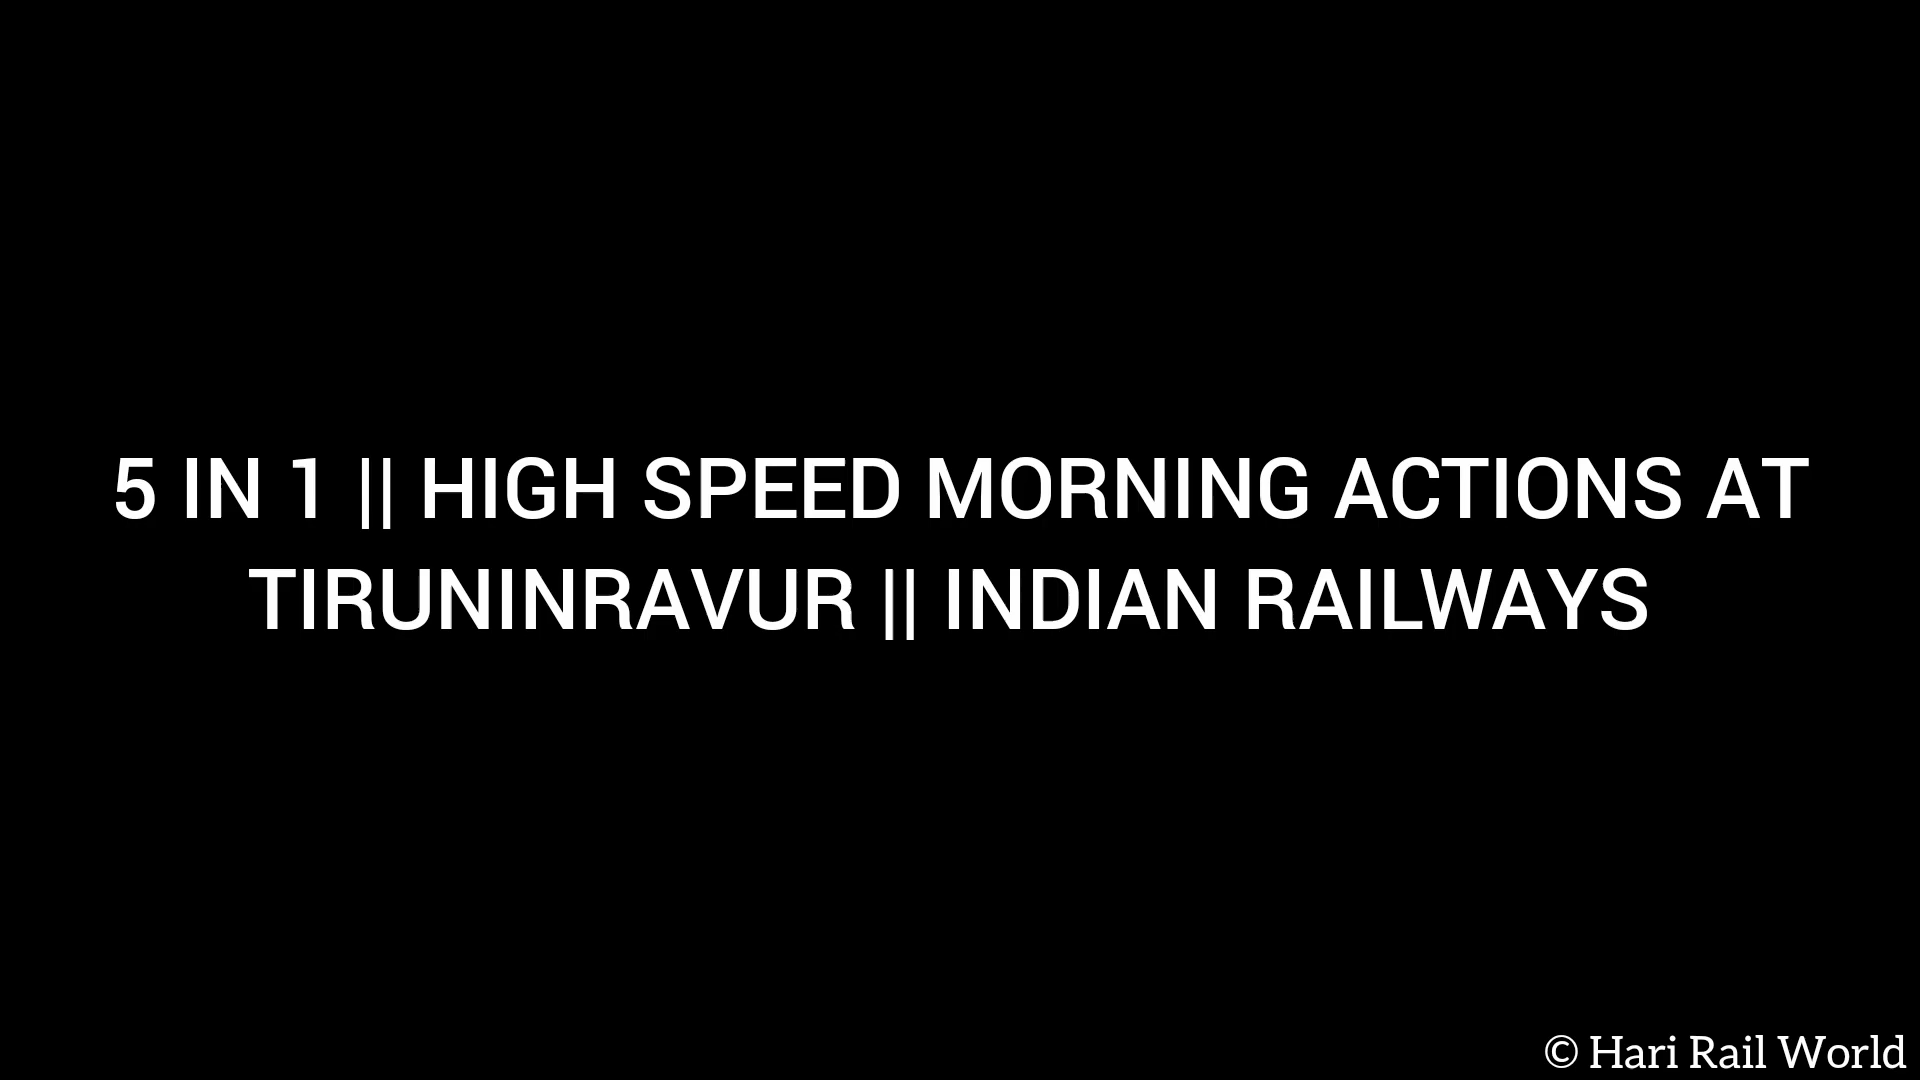 5 IN 1 || HIGH SPEED MORNING ACTIONS AT
TIRUNINRAVUR || INDIAN RAILWAYS
© Hari Rail World